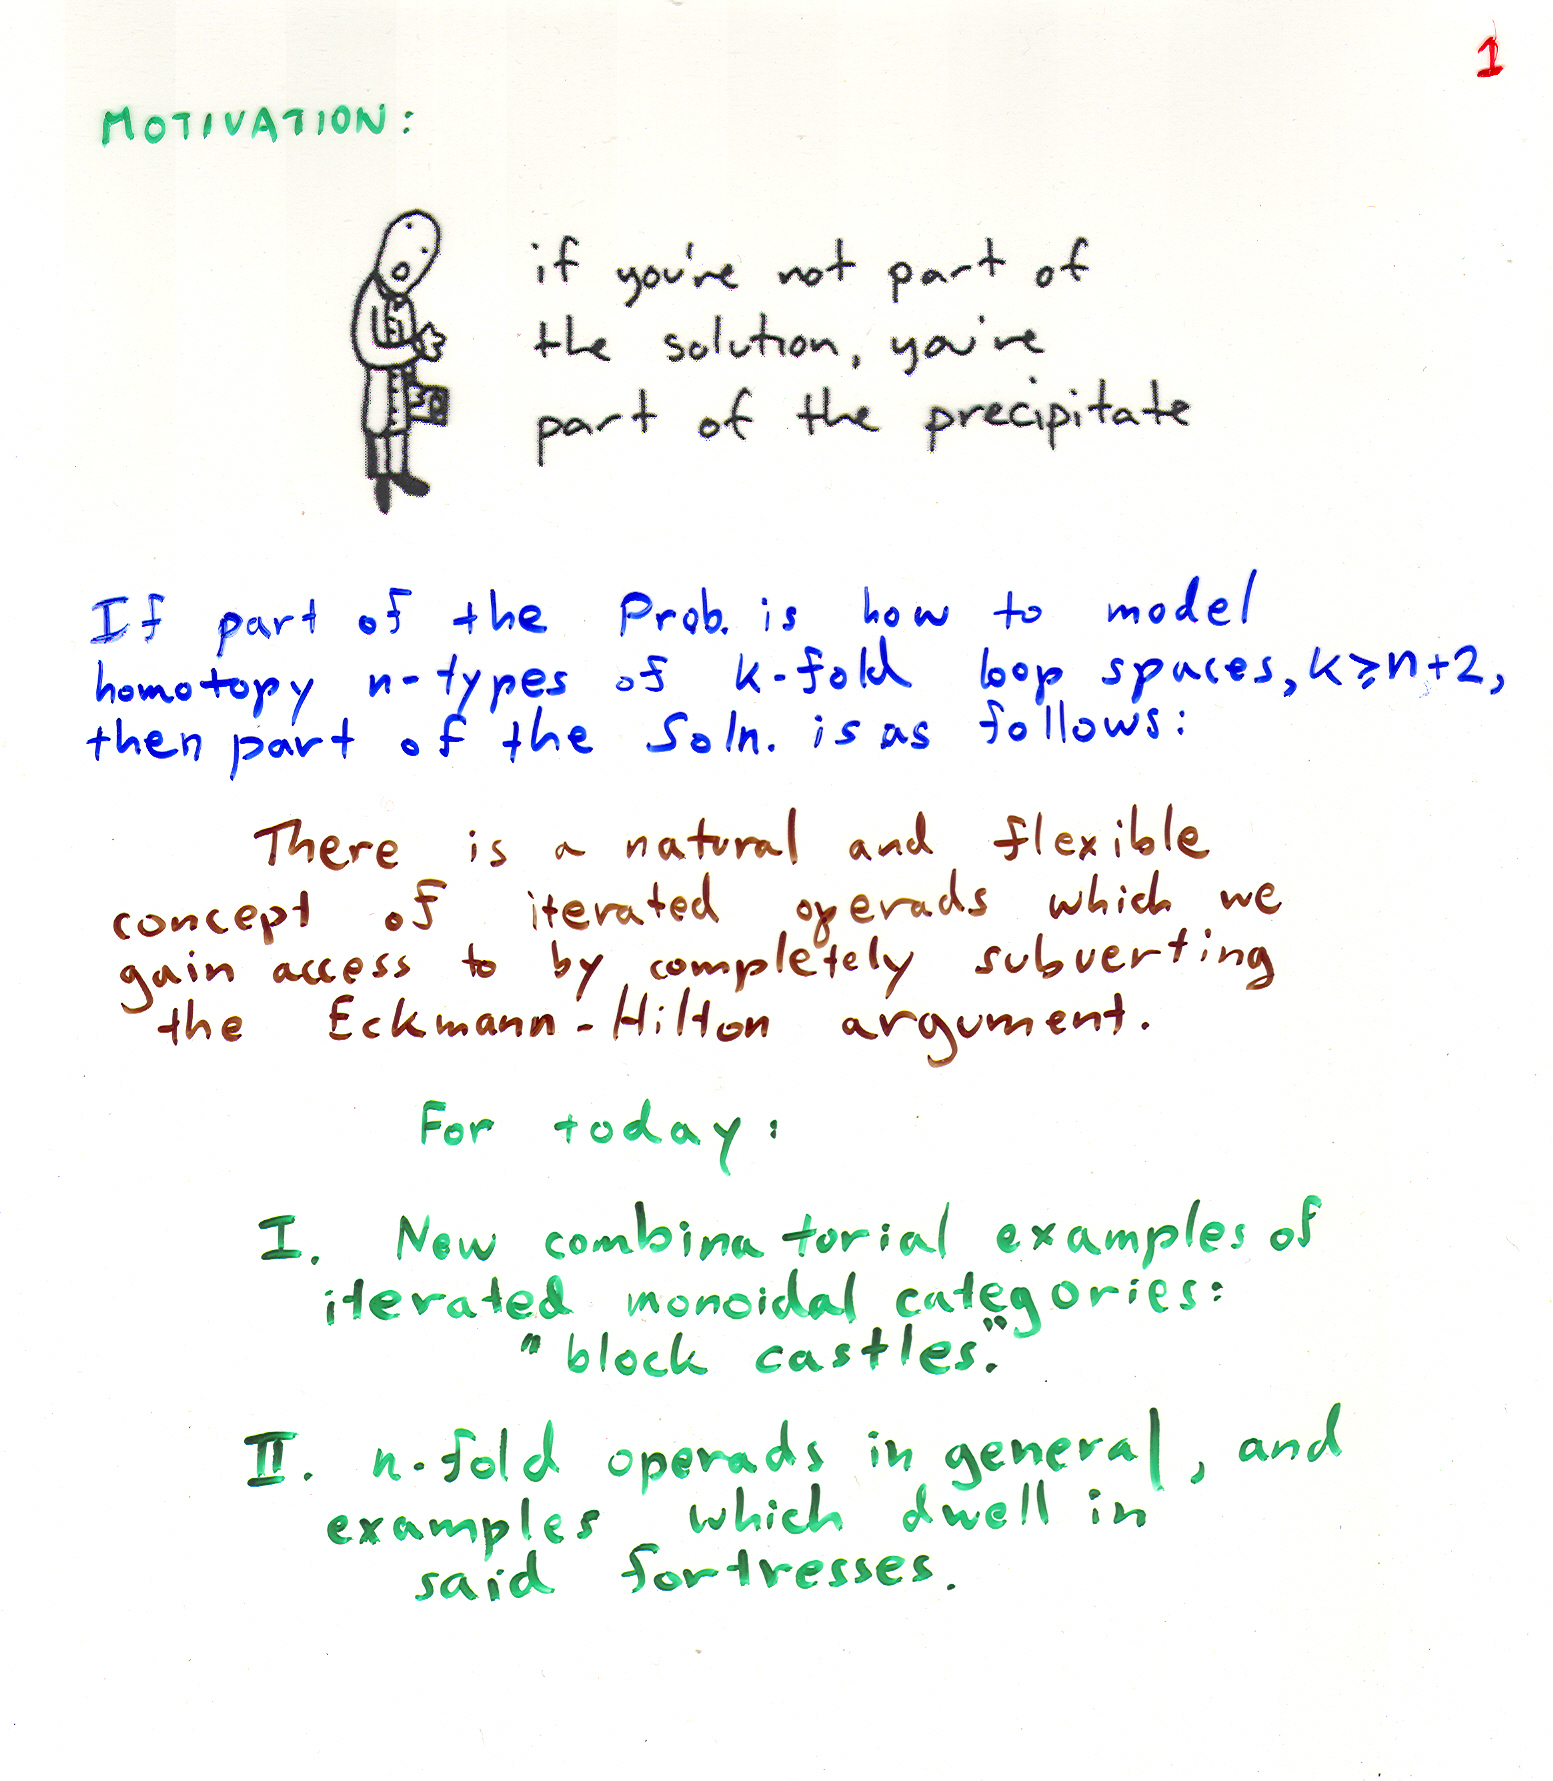 1
MOTIVATION:
if you're not part of
the solution, you're
part of the precipitate
If part of the Prob. is how to model
homotopy n-types of k-fold loop spaces, k≥n+2,
then part of the Soln. is as follows:
There is a natural and flexible
concept of iterated operads which we
gain access to by completely subverting
the Eckmann-Hilton argument.
For today:
I. New combinatorial examples of
iterated monoidal categories:
"block castles."
II. n-fold operads in general, and
examples which dwell in
said fortresses.